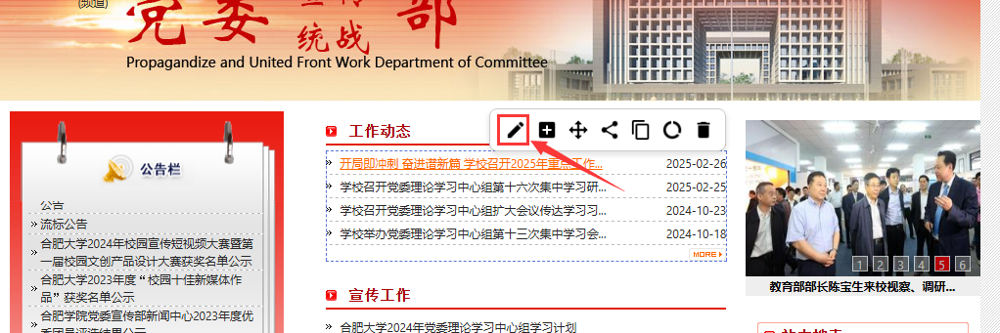 (频道)
党委宣传部
统战
Propagandize and United Front Work Department of Committee
公告栏
公告
流标公告
合肥大学2024年校园宣传短视频大赛暨第
一届校园文创产品设计大赛获奖名单公示
合肥大学2023年度“校园十佳新媒体作
品”获奖名单公示
合肥学院党委宣传部新闻中心2023年度优
工作动态
开局即冲刺 奋进谱新篇 学校召开2025年重点工作... 2025-02-26
学校召开党委理论学习中心组第十六次集中学习研... 2025-02-25
学校召开党委理论学习中心组扩大会议传达学习习... 2024-10-23
学校举办党委理论学习中心组第十三次集中学习会... 2024-10-18
MORE
宣传工作
合肥大学2024年党委理论学习中心组学习计划
1 2 3 4 5 6
教育部部长陈宝生来校视察、调研...